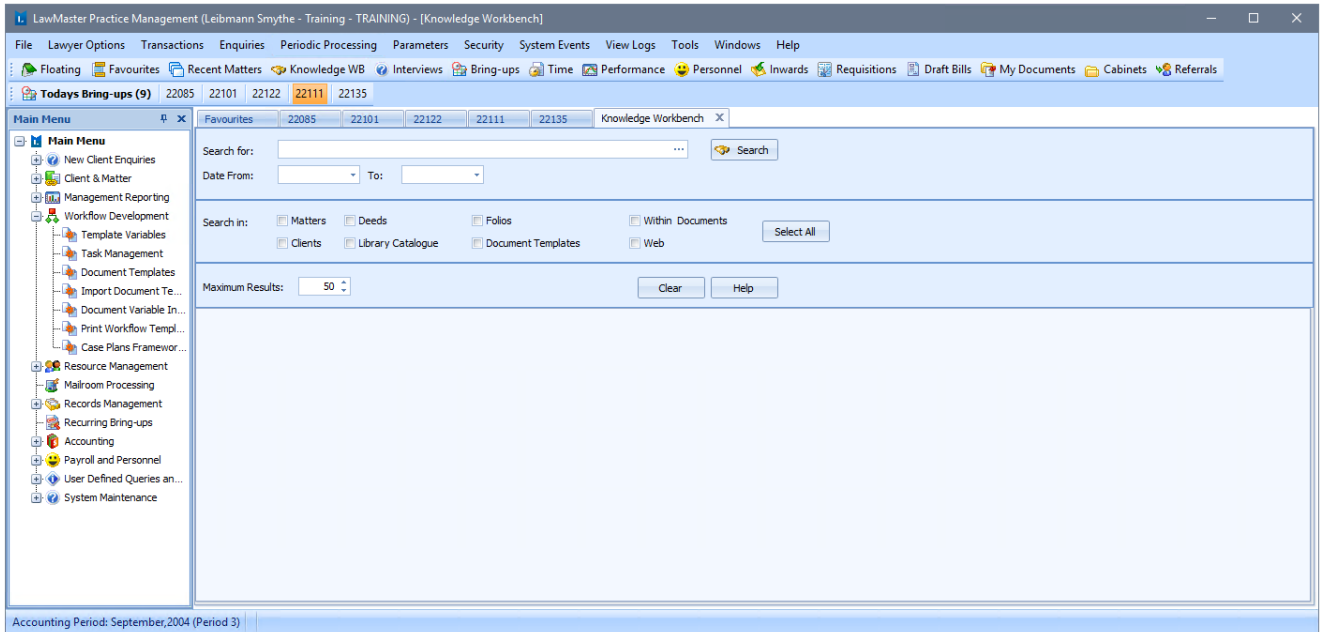 LawMaster Practice Management (Leibmann Smythe - Training - TRAINING) - [Knowledge Workbench]
File Lawyer Options Transactions Enquiries Periodic Processing Parameters Security System Events View Logs Tools Windows Help
Floating Favourites Recent Matters Knowledge WB Interviews Bring-ups Time Performance Personnel Inwards Requisitions Draft Bills My Documents Cabinets Referrals
Todays Bring-ups (9) 22085 22101 22122 22111 22135
Main Menu
Main Menu
New Client Enquiries
Client & Matter
Management Reporting
Workflow Development
Template Variables
Task Management
Document Templates
Import Document Te...
Document Variable In...
Print Workflow Templ...
Case Plans Framewor...
Resource Management
Mailroom Processing
Records Management
Recurring Bring-ups
Accounting
Payroll and Personnel
User Defined Queries an...
System Maintenance
Favourites 22085 22101 22122 22111 22135 Knowledge Workbench X
Search for: ... Search
Date From: To:
Search in: Matters Deeds Folios Within Documents
Clients Library Catalogue Document Templates Web
Select All
Maximum Results: 50 Clear Help
Accounting Period: September,2004 (Period 3)